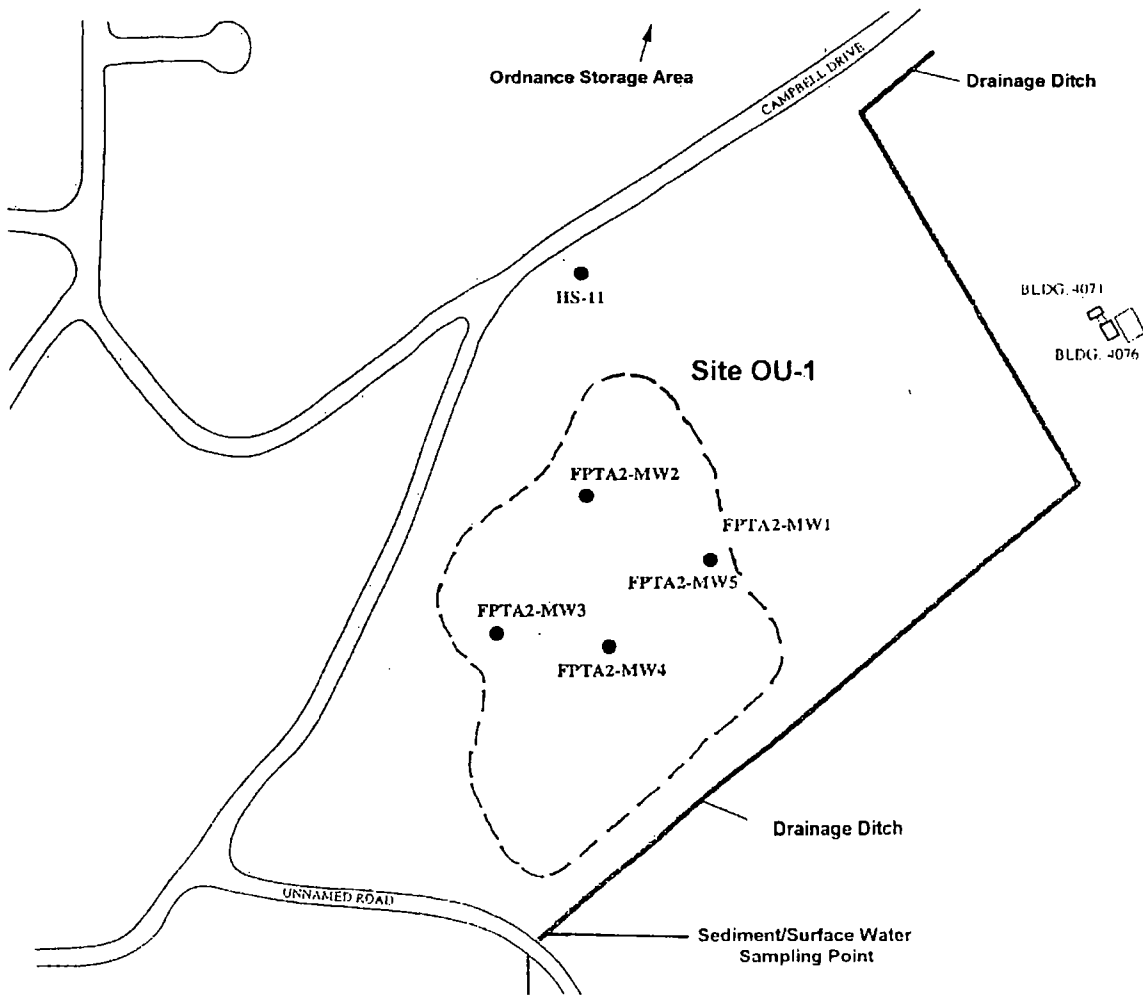 Ordnance Storage Area
CAMPBELL DRIVE
Drainage Ditch
HS-11
BLDG. 4071
BLDG. 4076
Site OU-1
FPTA2-MW2
FPTA2-MW1
FPTA2-MW5
FPTA2-MW3
FPTA2-MW4
Drainage Ditch
UNNAMED ROAD
Sediment/Surface Water
Sampling Point